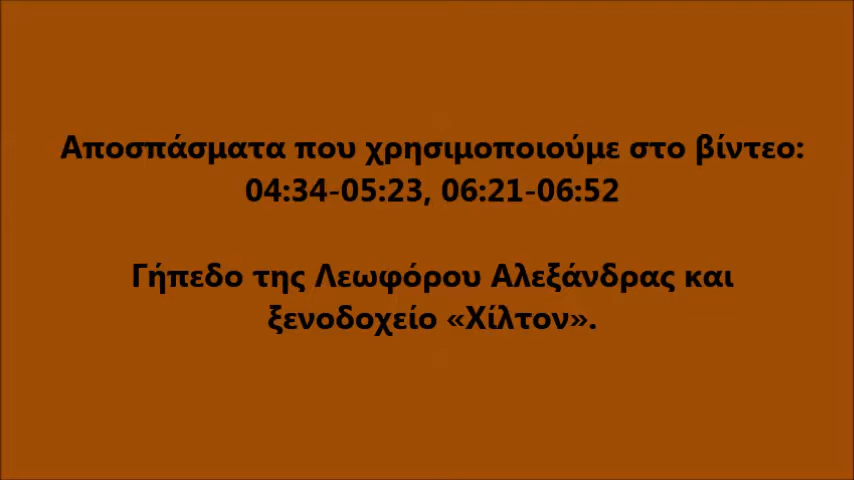 Αποσπάσματα που χρησιμοποιούμε στο βίντεο:
04:34-05:23, 06:21-06:52
Γήπεδο της Λεωφόρου Αλεξάνδρας και
ξενοδοχείο «Χίλτον».